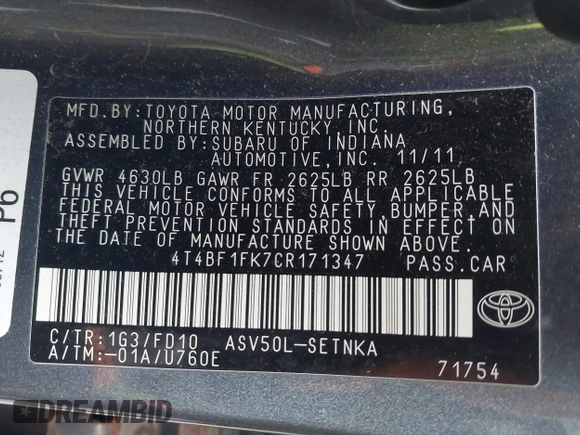 P6
MFD.BY:TOYOTA MOTOR MANUFACTURING,
NORTHERN KENTUCKY,INC.
ASSEMBLED BY:SUBARU OF INDIANA
AUTOMOTIVE,INC. 11/11
GVWR 4630LB GAWR FR 2625LB RR 2625LB
THIS VEHICLE CONFORMS TO ALL APPLICABLE
FEDERAL MOTOR VEHICLE SAFETY,BUMPER,AND
THEFT PREVENTION STANDARDS IN EFFECT ON
THE DATE OF MANUFACTURE SHOWN ABOVE.
4T4BF1FK7CR171347 PASS.CAR
TOYOTA
C/TR:1G3/FD10 ASV50L-SETNKA
A/TM:-01A/U760E
71754
DREAMBID